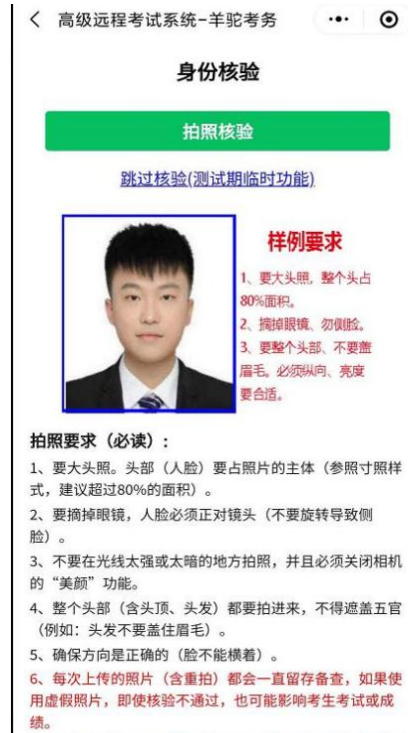 高级远程考试系统-羊驼考务
身份核验
拍照核验
跳过核验(测试期临时功能)
样例要求
1、要大头照，整个头占
80%面积。
2、摘掉眼镜、勿侧脸。
3、要整个头部、不要盖
眉毛。必须纵向、亮度
要合适。
拍照要求（必读）:
1、要大头照。头部（人脸）要占照片的主体（参照寸照样
式，建议超过80%的面积）。
2、要摘掉眼镜，人脸必须正对镜头（不要旋转导致侧
脸）。
3、不要在光线太强或太暗的地方拍照，并且必须关闭相机
的“美颜”功能。
4、整个头部（含头顶、头发）都要拍进来，不得遮盖五官
（例如：头发不要盖住眉毛）。
5、确保方向是正确的（脸不能横着）。
6、每次上传的照片（含重拍）都会一直留存备查，如果使
用虚假照片，即使核验不通过，也可能影响考生考试或成
绩。